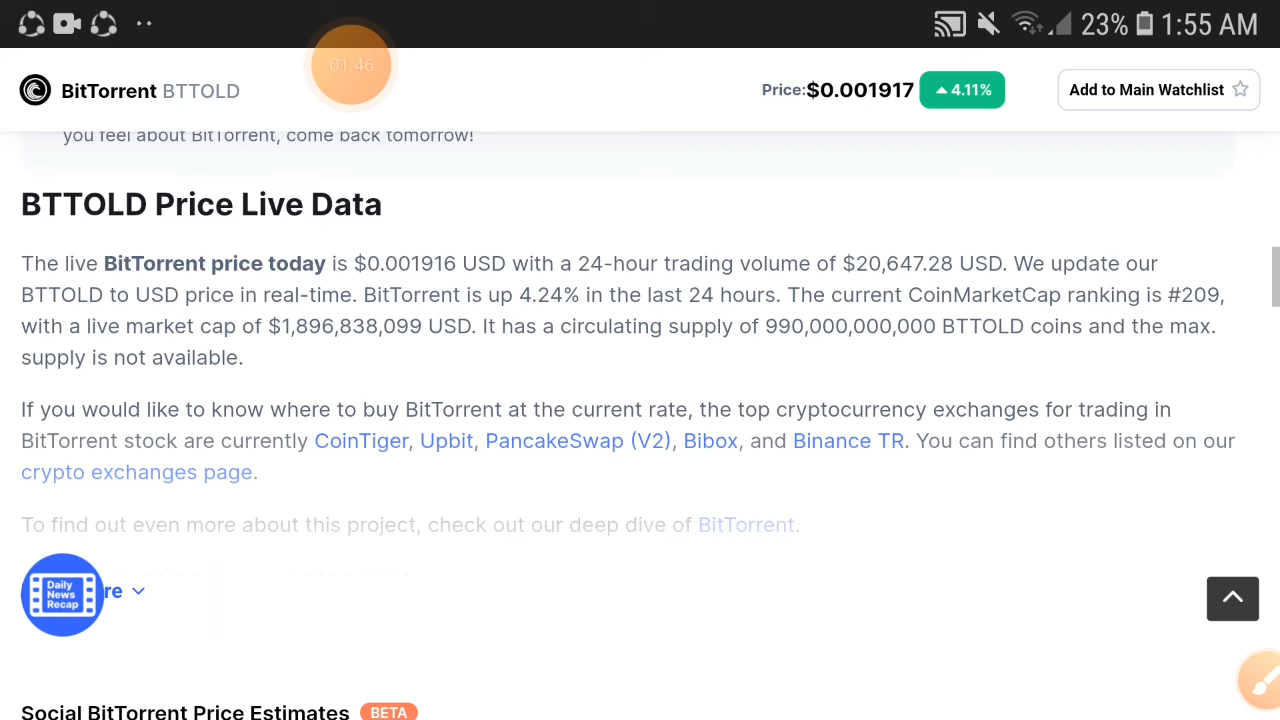 23% 1:55 AM
01:46
BitTorrent BTTOLD
Price:$0.001917 4.11%
Add to Main Watchlist
you feel about BitTorrent, come back tomorrow!
BTTOLD Price Live Data
The live BitTorrent price today is $0.001916 USD with a 24-hour trading volume of $20,647.28 USD. We update our
BTTOLD to USD price in real-time. BitTorrent is up 4.24% in the last 24 hours. The current CoinMarketCap ranking is #209,
with a live market cap of $1,896,838,099 USD. It has a circulating supply of 990,000,000,000 BTTOLD coins and the max.
supply is not available.
If you would like to know where to buy BitTorrent at the current rate, the top cryptocurrency exchanges for trading in
BitTorrent stock are currently CoinTiger, Upbit, PancakeSwap (V2), Bibox, and Binance TR. You can find others listed on our
crypto exchanges page.
To find out even more about this project, check out our deep dive of BitTorrent.
Daily
News
Recap
re
Social BitTorrent Price Estimates BETA